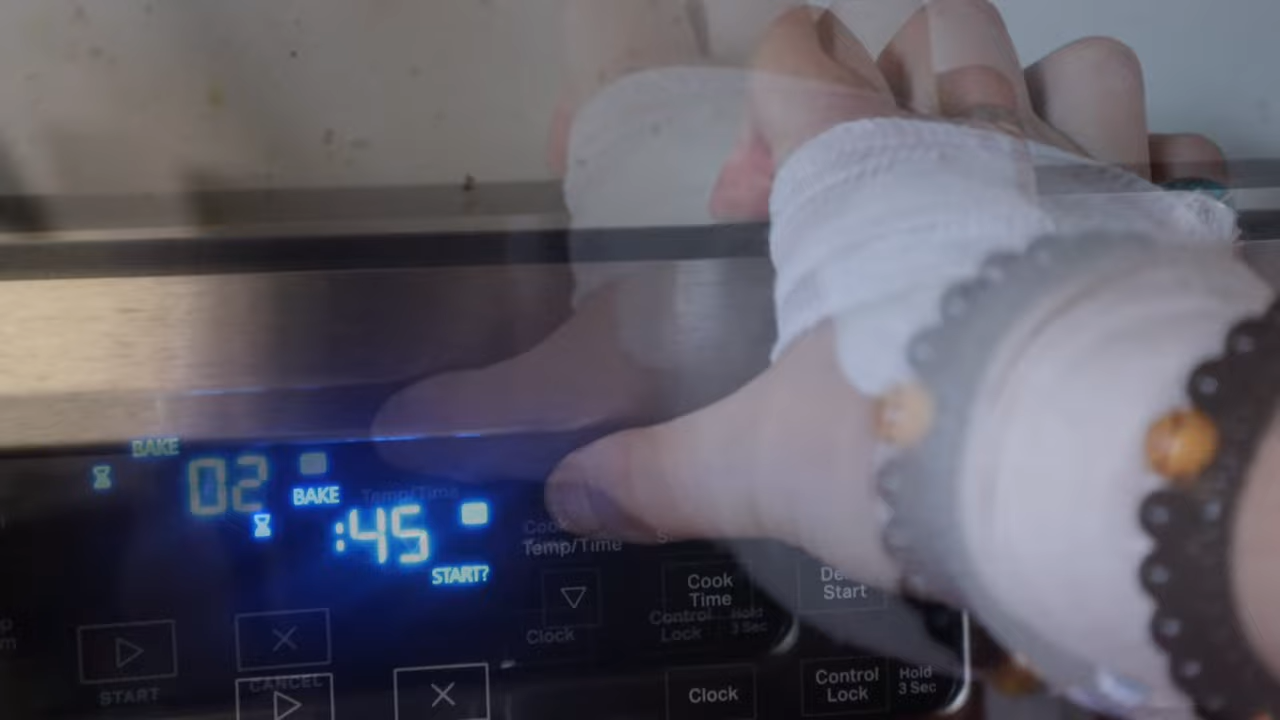 BAKE
02
BAKE
Temp/Time
:45
START?
Cook
Temp/Time
Cook
Time
Start
Control
Lock
Hold
3 Sec
Clock
START
CANCEL
Clock
Control
Lock
Hold
3 Sec